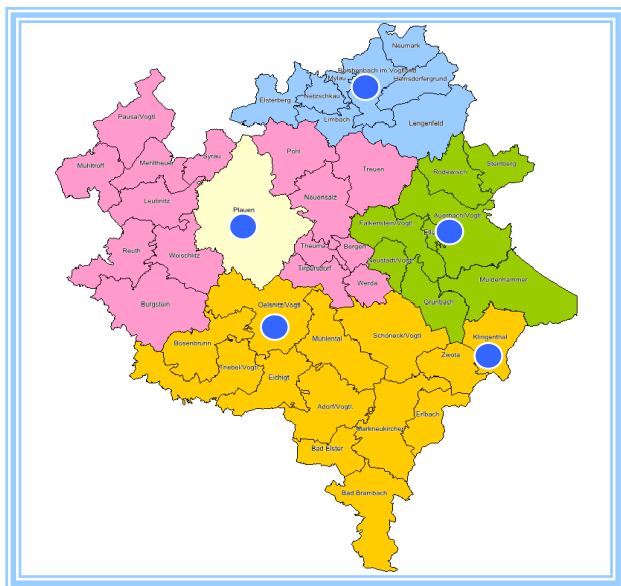 Neumark
Reichenbach im Vogtland
Mylau
Heinsdorfergrund
Netzschkau
Elsterberg
Limbach
Lengenfeld
Pausa/Vogtl.
Mühltroff
Mehltheuer
Syrau
Pöhl
Treuen
Rodewisch
Steinberg
Leubnitz
Neuensalz
Plauen
Falkenstein/Vogtl.
Auerbach/Vogtl.
Reuth
Weischlitz
Theuma
Bergen
Neustadt/Vogtl.
Tirpersdorf
Werda
Muldenhammer
Burgstein
Grünbach
Oelsnitz/Vogtl.
Mühlental
Schöneck/Vogtl.
Klingenthal
Bösenbrunn
Zwota
Triebel/Vogtl.
Eichigt
Adorf/Vogtl.
Erlbach
Markneukirchen
Bad Elster
Bad Brambach